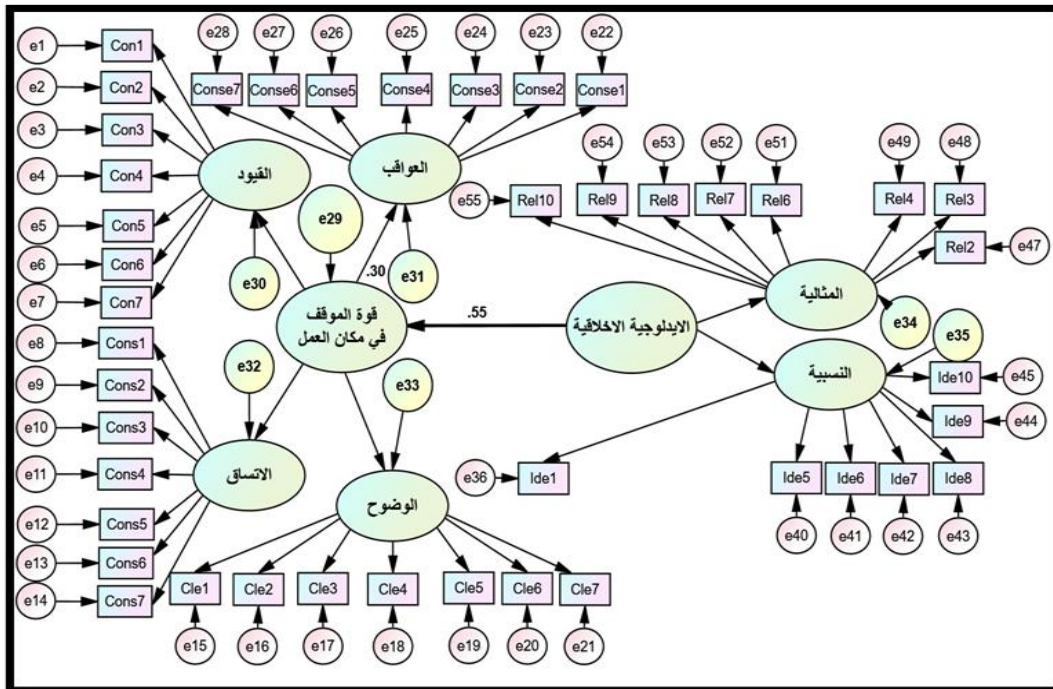 e28 e27 e26 e25 e24 e23 e22
e1 Con1
e2 Con2
e3 Con3
e4 Con4
e5 Con5
e6 Con6
e7 Con7
e8 Cons1
e9 Cons2
e10 Cons3
e11 Cons4
e12 Cons5
e13 Cons6
e14 Cons7
Conse7 Conse6 Conse5 Conse4 Conse3 Conse2 Conse1
العواقب
القيود
e29
e30
.30
e31
e32
e33
قوة الموقف
في مكان العمل
.55
الايدلوجية الاخلاقية
e54 e53 e52 e51 e49 e48
e55 Rel10 Rel9 Rel8 Rel7 Rel6 Rel4 Rel3
Rel2 e47
المثالية
e34
e35
النسبية
Ide10 e45
Ide9 e44
e36 Ide1
Ide5 Ide6 Ide7 Ide8
e40 e41 e42 e43
الاتساق
الوضوح
Cle1 Cle2 Cle3 Cle4 Cle5 Cle6 Cle7
e15 e16 e17 e18 e19 e20 e21